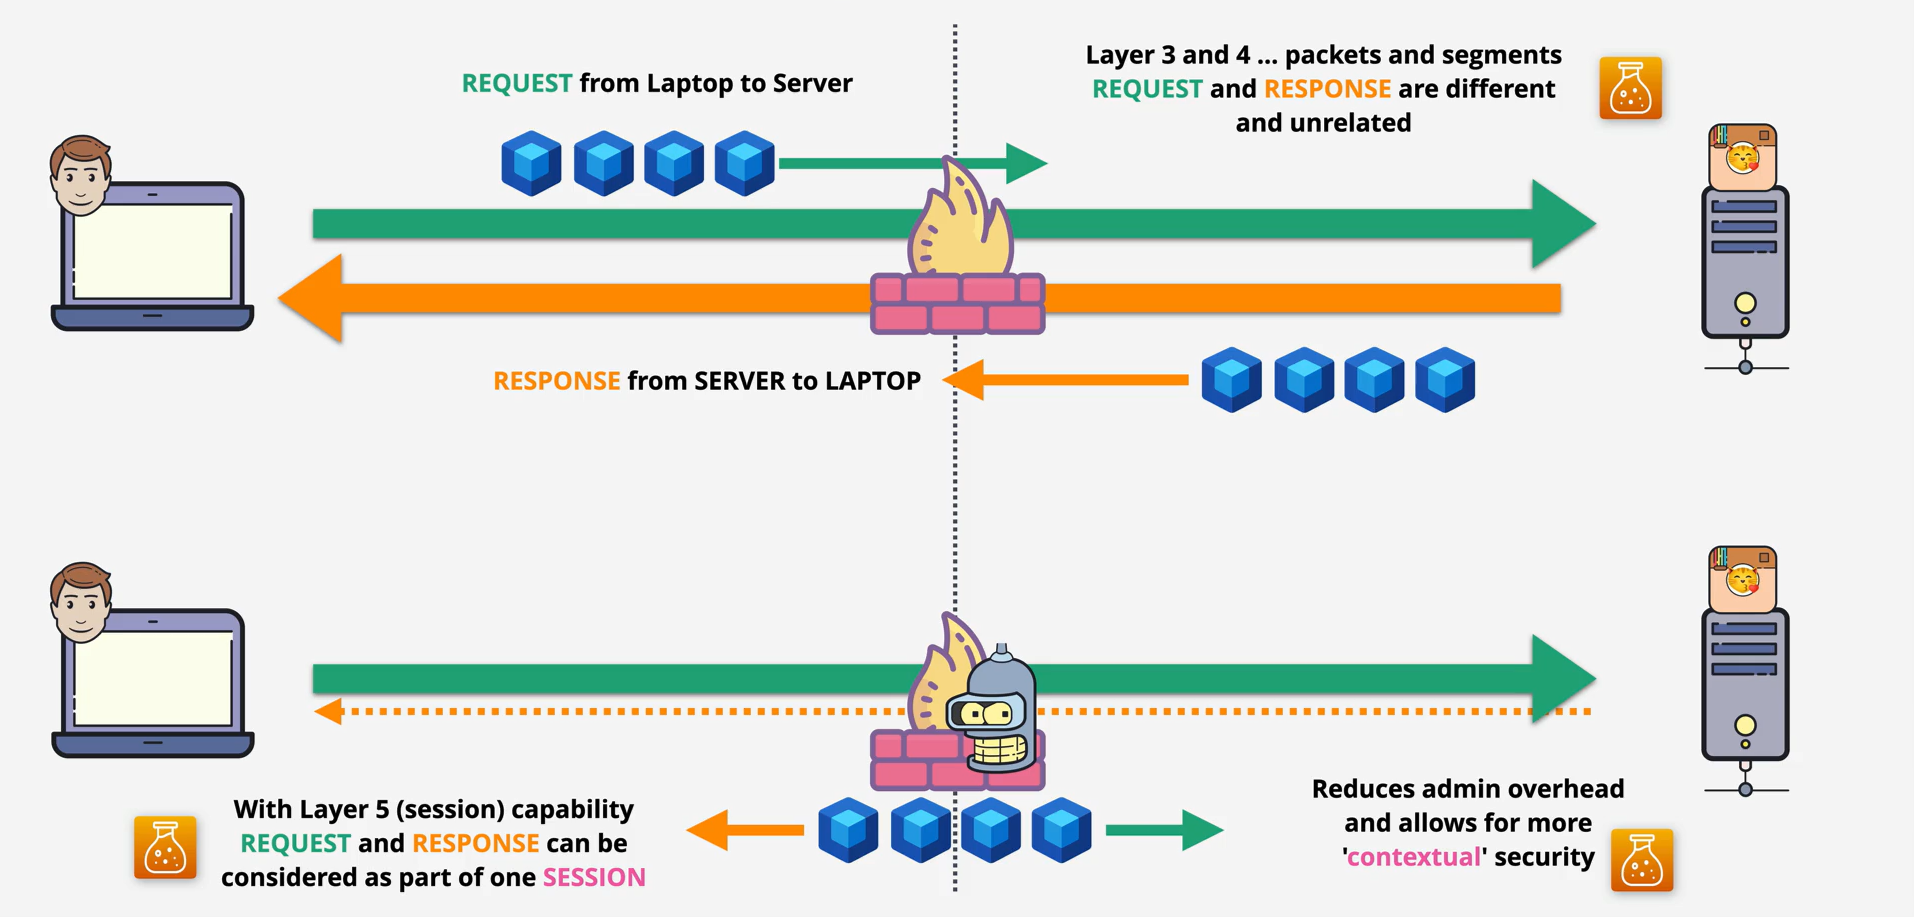 REQUEST from Laptop to Server
Layer 3 and 4 ... packets and segments
REQUEST and RESPONSE are different
and unrelated
RESPONSE from SERVER to LAPTOP
With Layer 5 (session) capability
REQUEST and RESPONSE can be
considered as part of one SESSION
Reduces admin overhead
and allows for more
'contextual' security